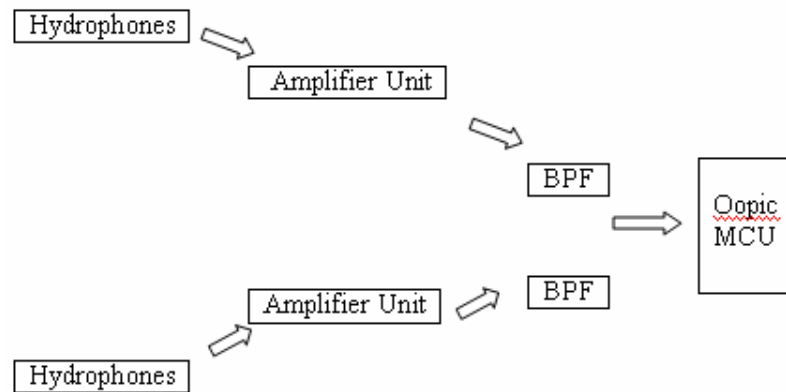 Hydrophones
Amplifier Unit
BPF
Oopic
MCU
BPF
Amplifier Unit
Hydrophones